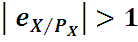 | e_{X/P_X} | > 1